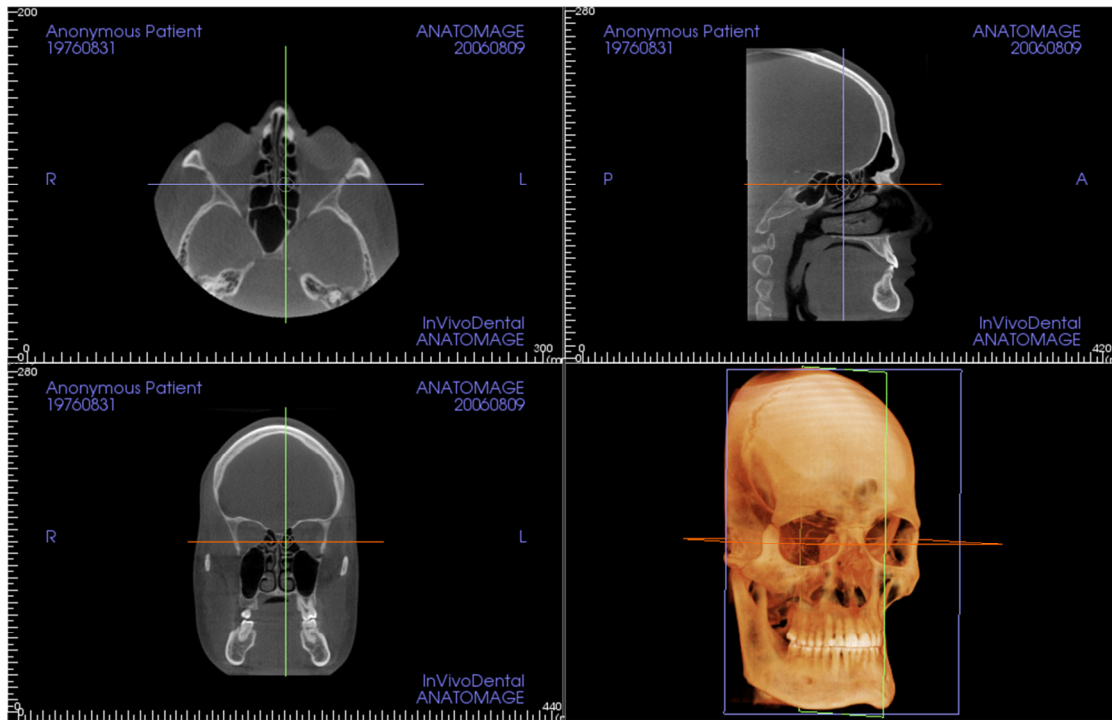 200
Anonymous Patient
19760831
ANATOMAGE
20060809
R
L
InVivoDental
ANATOMAGE
0
300
280
Anonymous Patient
19760831
ANATOMAGE
20060809
P
A
InVivoDental
ANATOMAGE
0
420
280
Anonymous Patient
19760831
ANATOMAGE
20060809
R
L
InVivoDental
ANATOMAGE
0
440